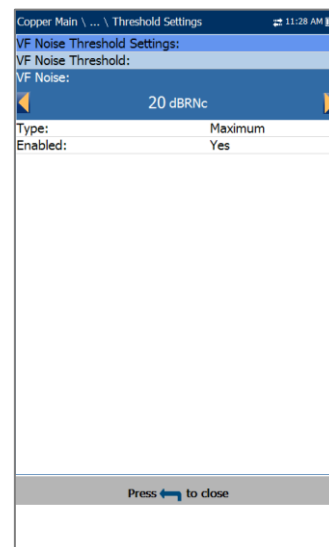 Copper Main \ ... \ Threshold Settings 11:28 AM
VF Noise Threshold Settings:
VF Noise Threshold:
VF Noise:
20 dBRNc
Type: Maximum
Enabled: Yes
Press to close